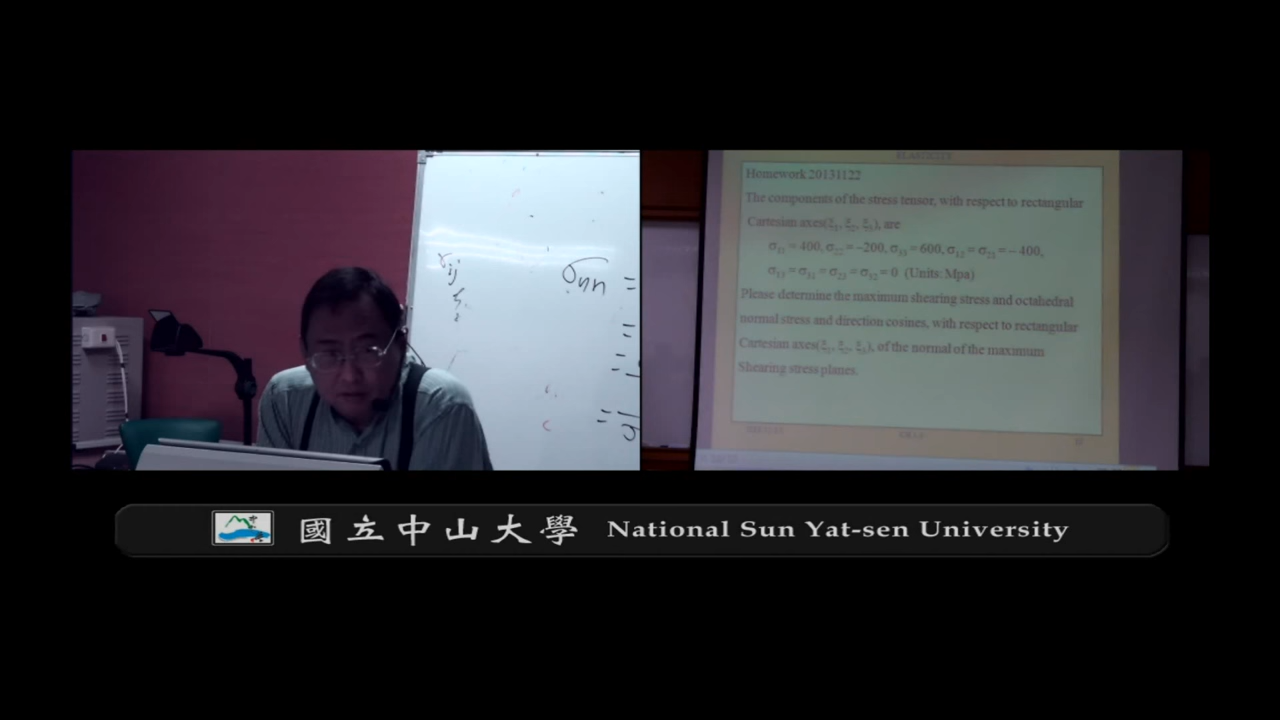 σij
σnn =
ELASTICITY
Homework 20131122
The components of the stress tensor, with respect to rectangular
Cartesian axes(ξ1, ξ2, ξ3), are
σ11 = 400, σ22 = −200, σ33 = 600, σ12 = σ21 = − 400,
σ13 = σ31 = σ23 = σ32 = 0 (Units: Mpa)
Please determine the maximum shearing stress and octahedral
normal stress and direction cosines, with respect to rectangular
Cartesian axes(ξ1, ξ2, ξ3), of the normal of the maximum
Shearing stress planes.
國立中山大學 National Sun Yat-sen University